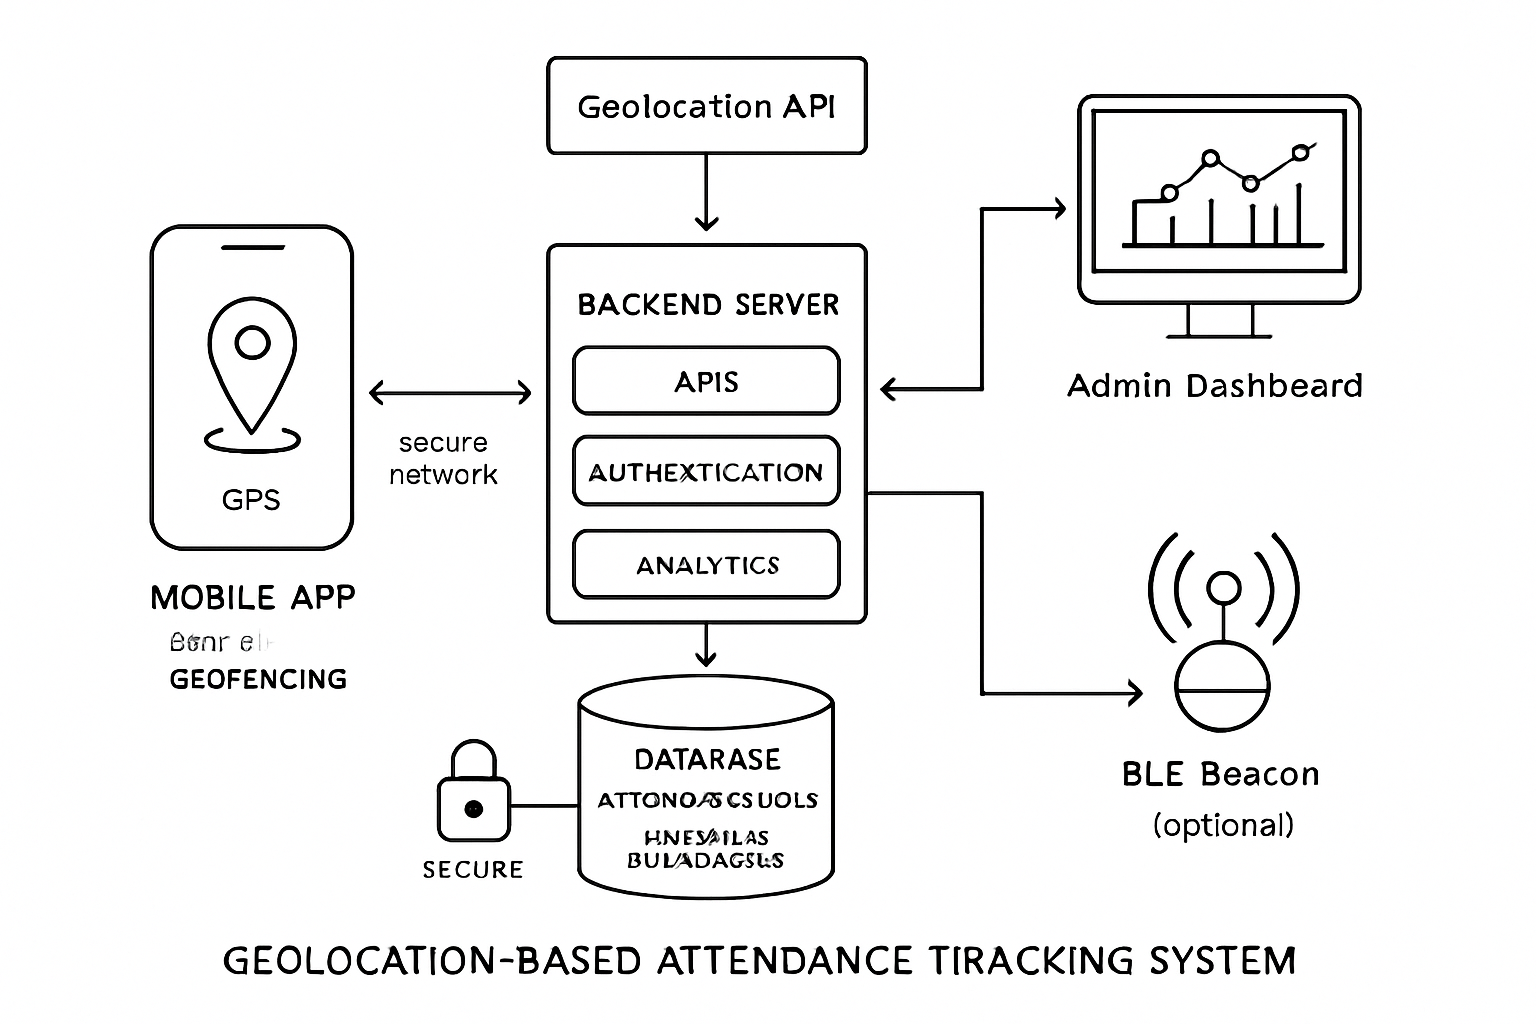 Geolocation API
BACKEND SERVER
APIS
AUTHEXTICATION
ANALYTICS
GPS
secure
network
MOBILE APP
GEOFENCING
Admin Dashbeard
BLE Beacon
(optional)
DATARASE
SECURE
GEOLOCATION-BASED ATTENDANCE TIRACKING SYSTEM